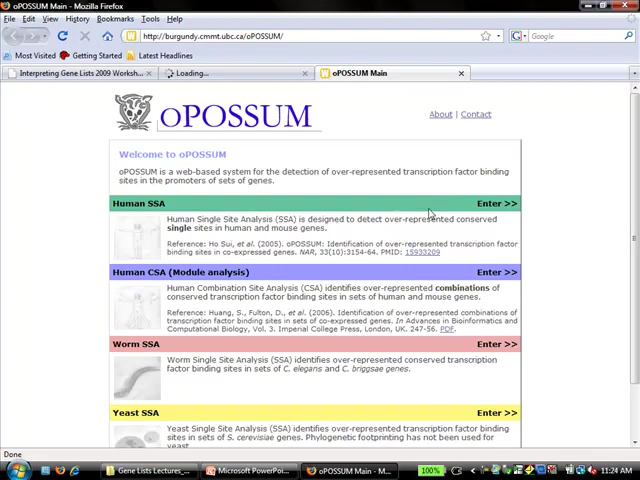 oPOSSUM Main - Mozilla Firefox
File Edit View History Bookmarks Tools Help
http://burgundy.cmmt.ubc.ca/oPOSSUM/
Google
Most Visited Getting Started Latest Headlines
Interpreting Gene Lists 2009 Worksh...
Loading...
oPOSSUM Main
oPOSSUM
About | Contact
Welcome to oPOSSUM
oPOSSUM is a web-based system for the detection of over-represented transcription factor binding
sites in the promoters of sets of genes.
Human SSA Enter >>
Human Single Site Analysis (SSA) is designed to detect over-represented conserved
single sites in human and mouse genes.
Reference: Ho Sui, et al. (2005). oPOSSUM: Identification of over-represented transcription factor
binding sites in co-expressed genes. NAR, 33(10):3154-64. PMID: 15933209
Human CSA (Module analysis) Enter >>
Human Combination Site Analysis (CSA) identifies over-represented combinations of
conserved transcription factor binding sites in sets of human and mouse genes.
Reference: Huang, S., Fulton, D., et al. (2006). Identification of over-represented combinations of
transcription factor binding sites in sets of co-expressed genes. In Advances in Bioinformatics and
Computational Biology, Vol. 3. Imperial College Press, London, UK. 247-56. PDF.
Worm SSA Enter >>
Worm Single Site Analysis (SSA) identifies over-represented conserved transcription
factor binding sites in sets of C. elegans and C. briggsae genes.
Yeast SSA Enter >>
Yeast Single Site Analysis (SSA) identifies over-represented transcription factor
binding sites in sets of S. cerevisiae genes. Phylogenetic footprinting has not been used for
yeast
Done
Gene Lists Lectures_...
Microsoft PowerPo...
oPOSSUM Main - M...
100%
11:24 AM